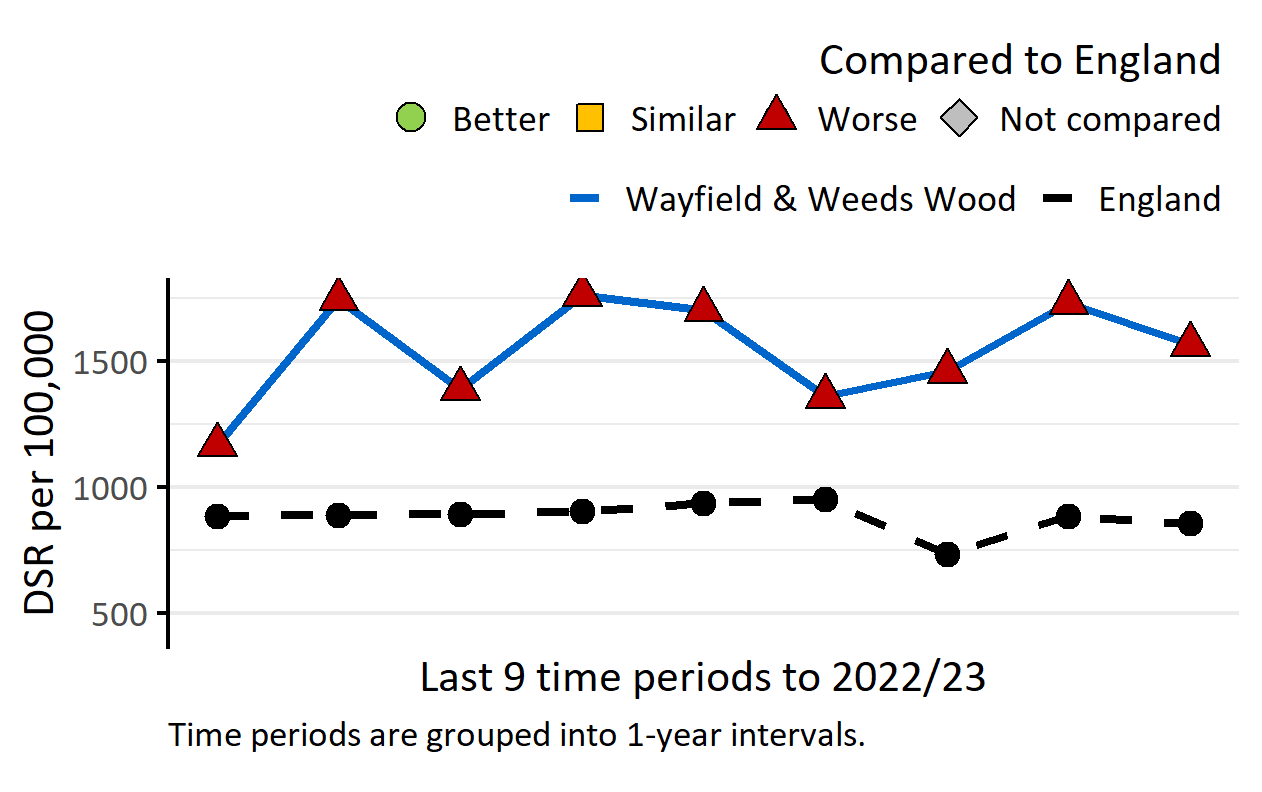 Compared to England
Better Similar Worse Not compared
Wayfield & Weeds Wood England
DSR per 100,000
1500
1000
500
Last 9 time periods to 2022/23
Time periods are grouped into 1-year intervals.